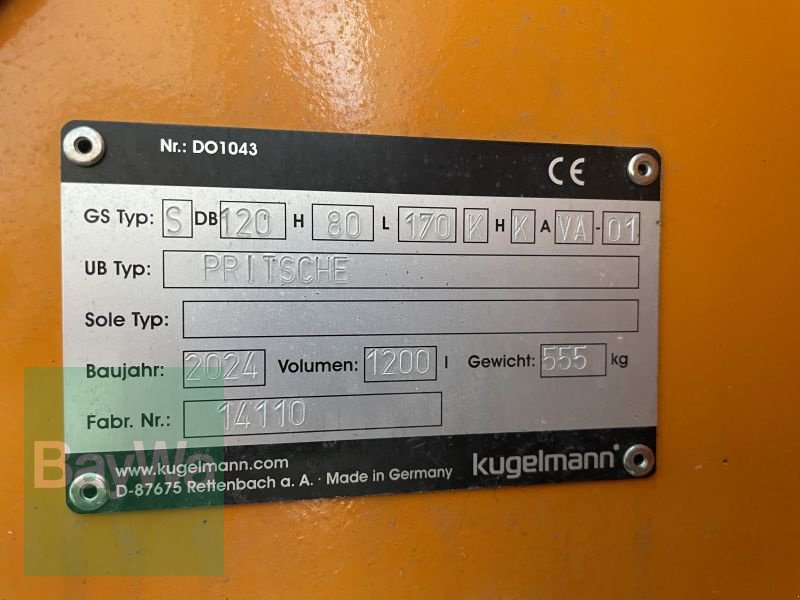 Nr.: DO1043
CE
GS Typ: S DB 120 H 80 L 170 K H K A VA-01
UB Typ: PRITSCHE
Sole Typ:
Baujahr: 2024 Volumen: 1200 l Gewicht: 555 kg
Fabr. Nr.: 14110
BayWa
www.kugelmann.com
D-87675 Rettenbach a. A. · Made in Germany
kugelmann